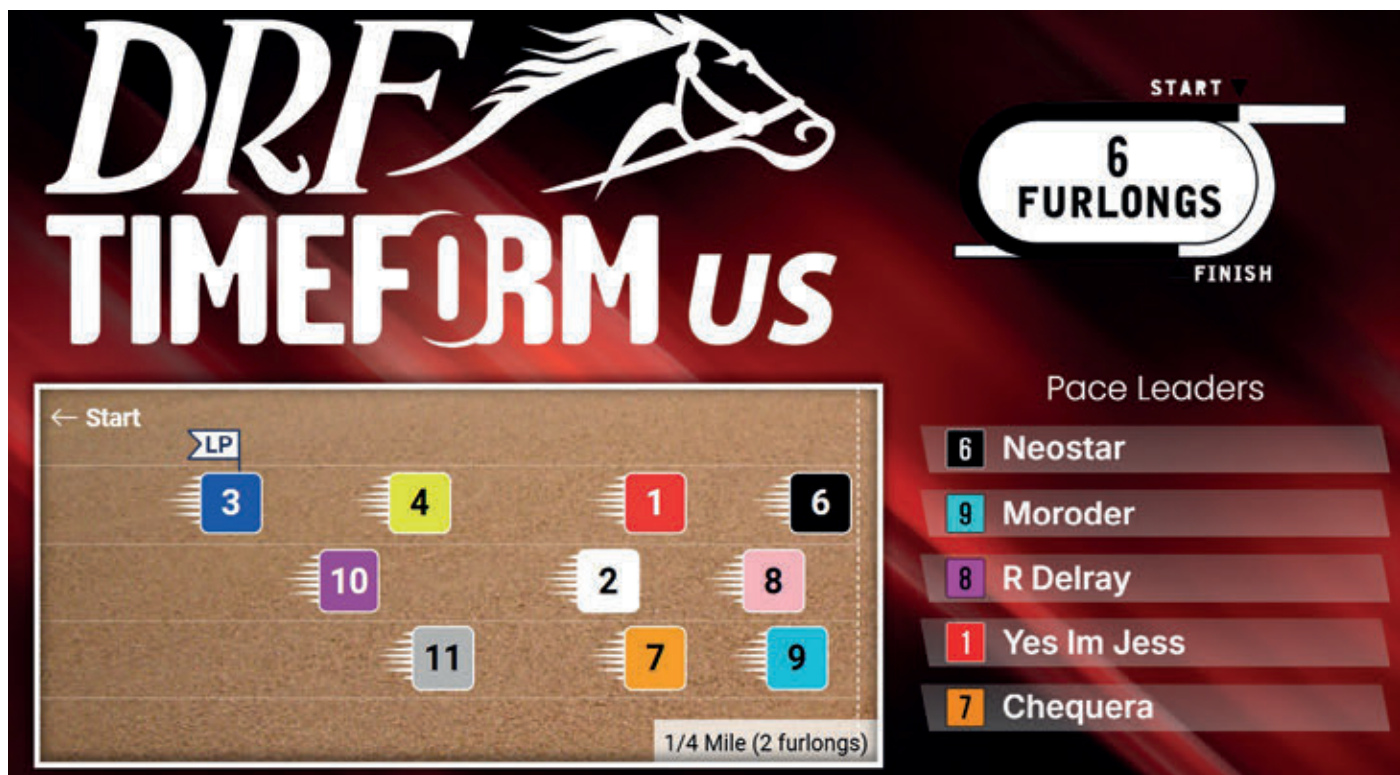 DRF
TIMEFORM US
START
6
FURLONGS
FINISH
← Start
LP
3
4
1
6
10
2
8
11
7
9
1/4 Mile (2 furlongs)
Pace Leaders
6 Neostar
9 Moroder
8 R Delray
1 Yes Im Jess
7 Chequera